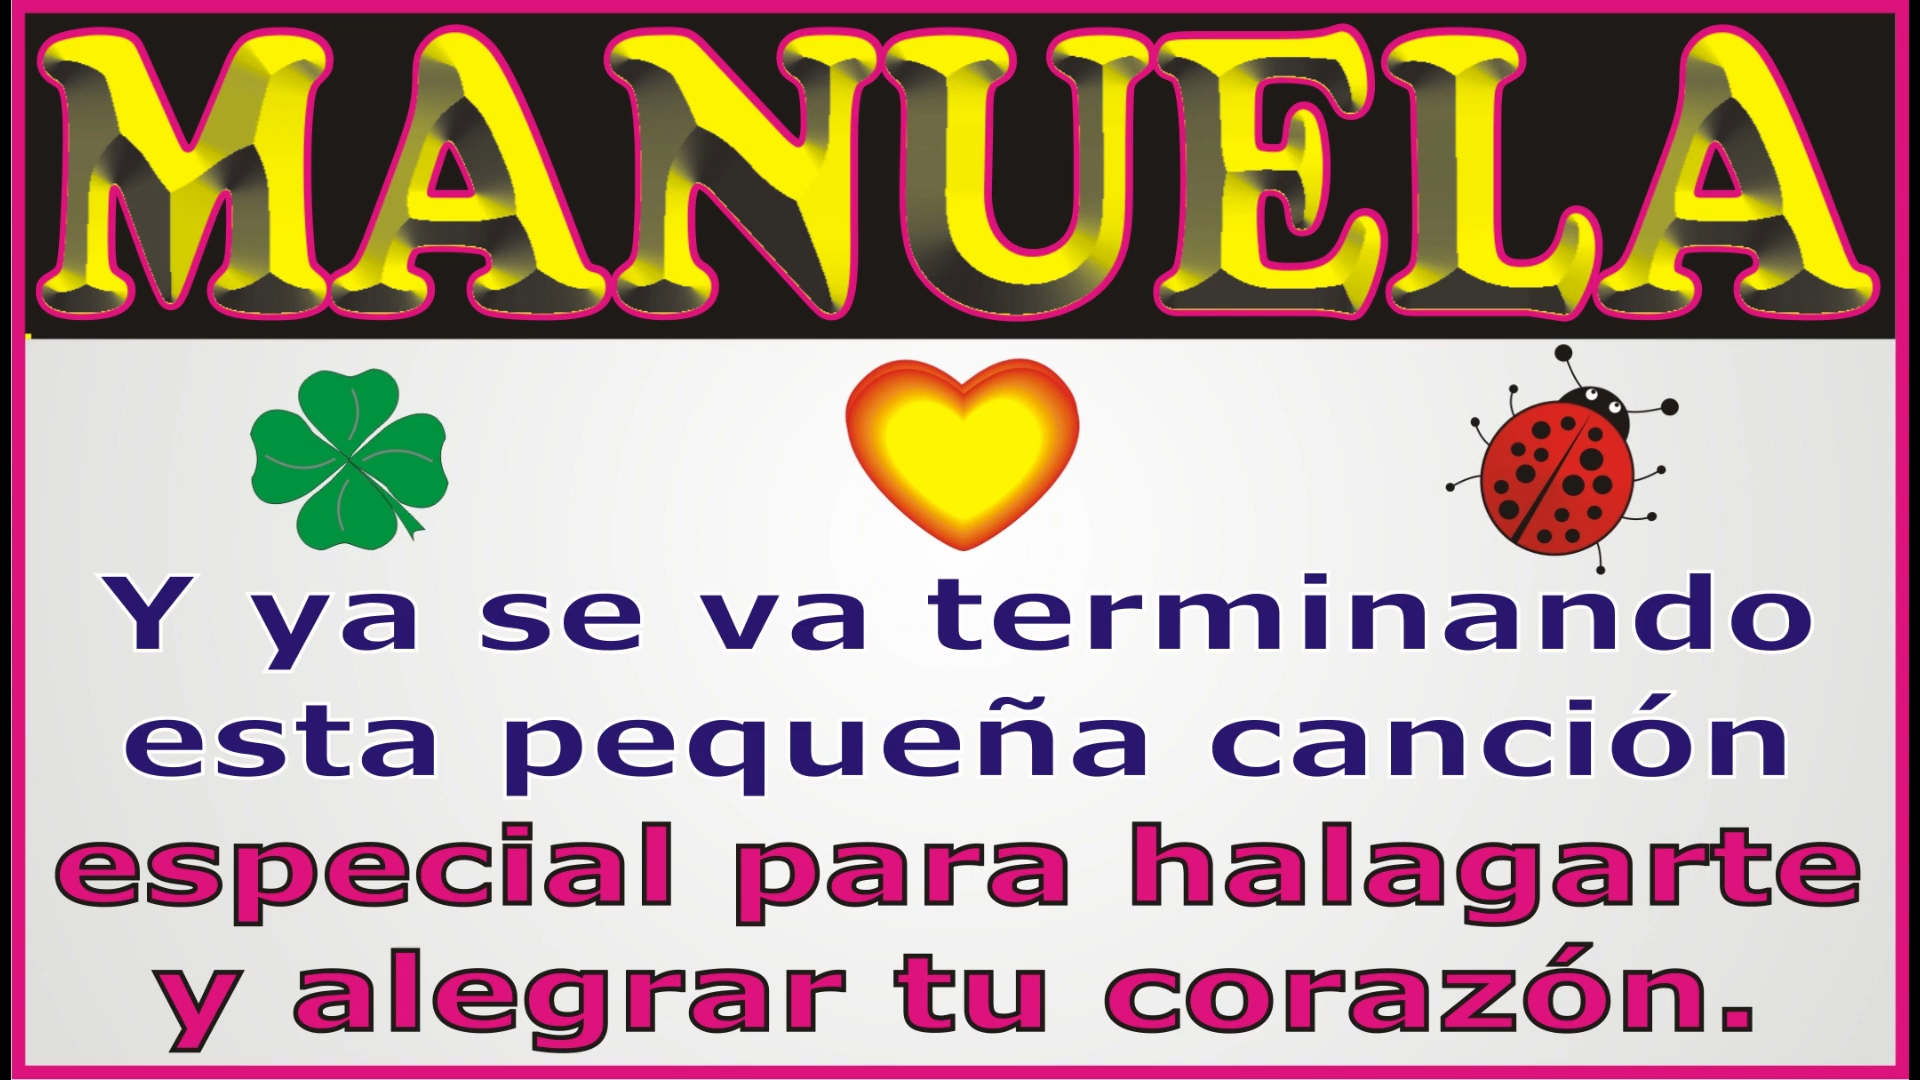 MANUELA
Y ya se va terminando
esta pequeña canción
especial para halagarte
y alegrar tu corazón.